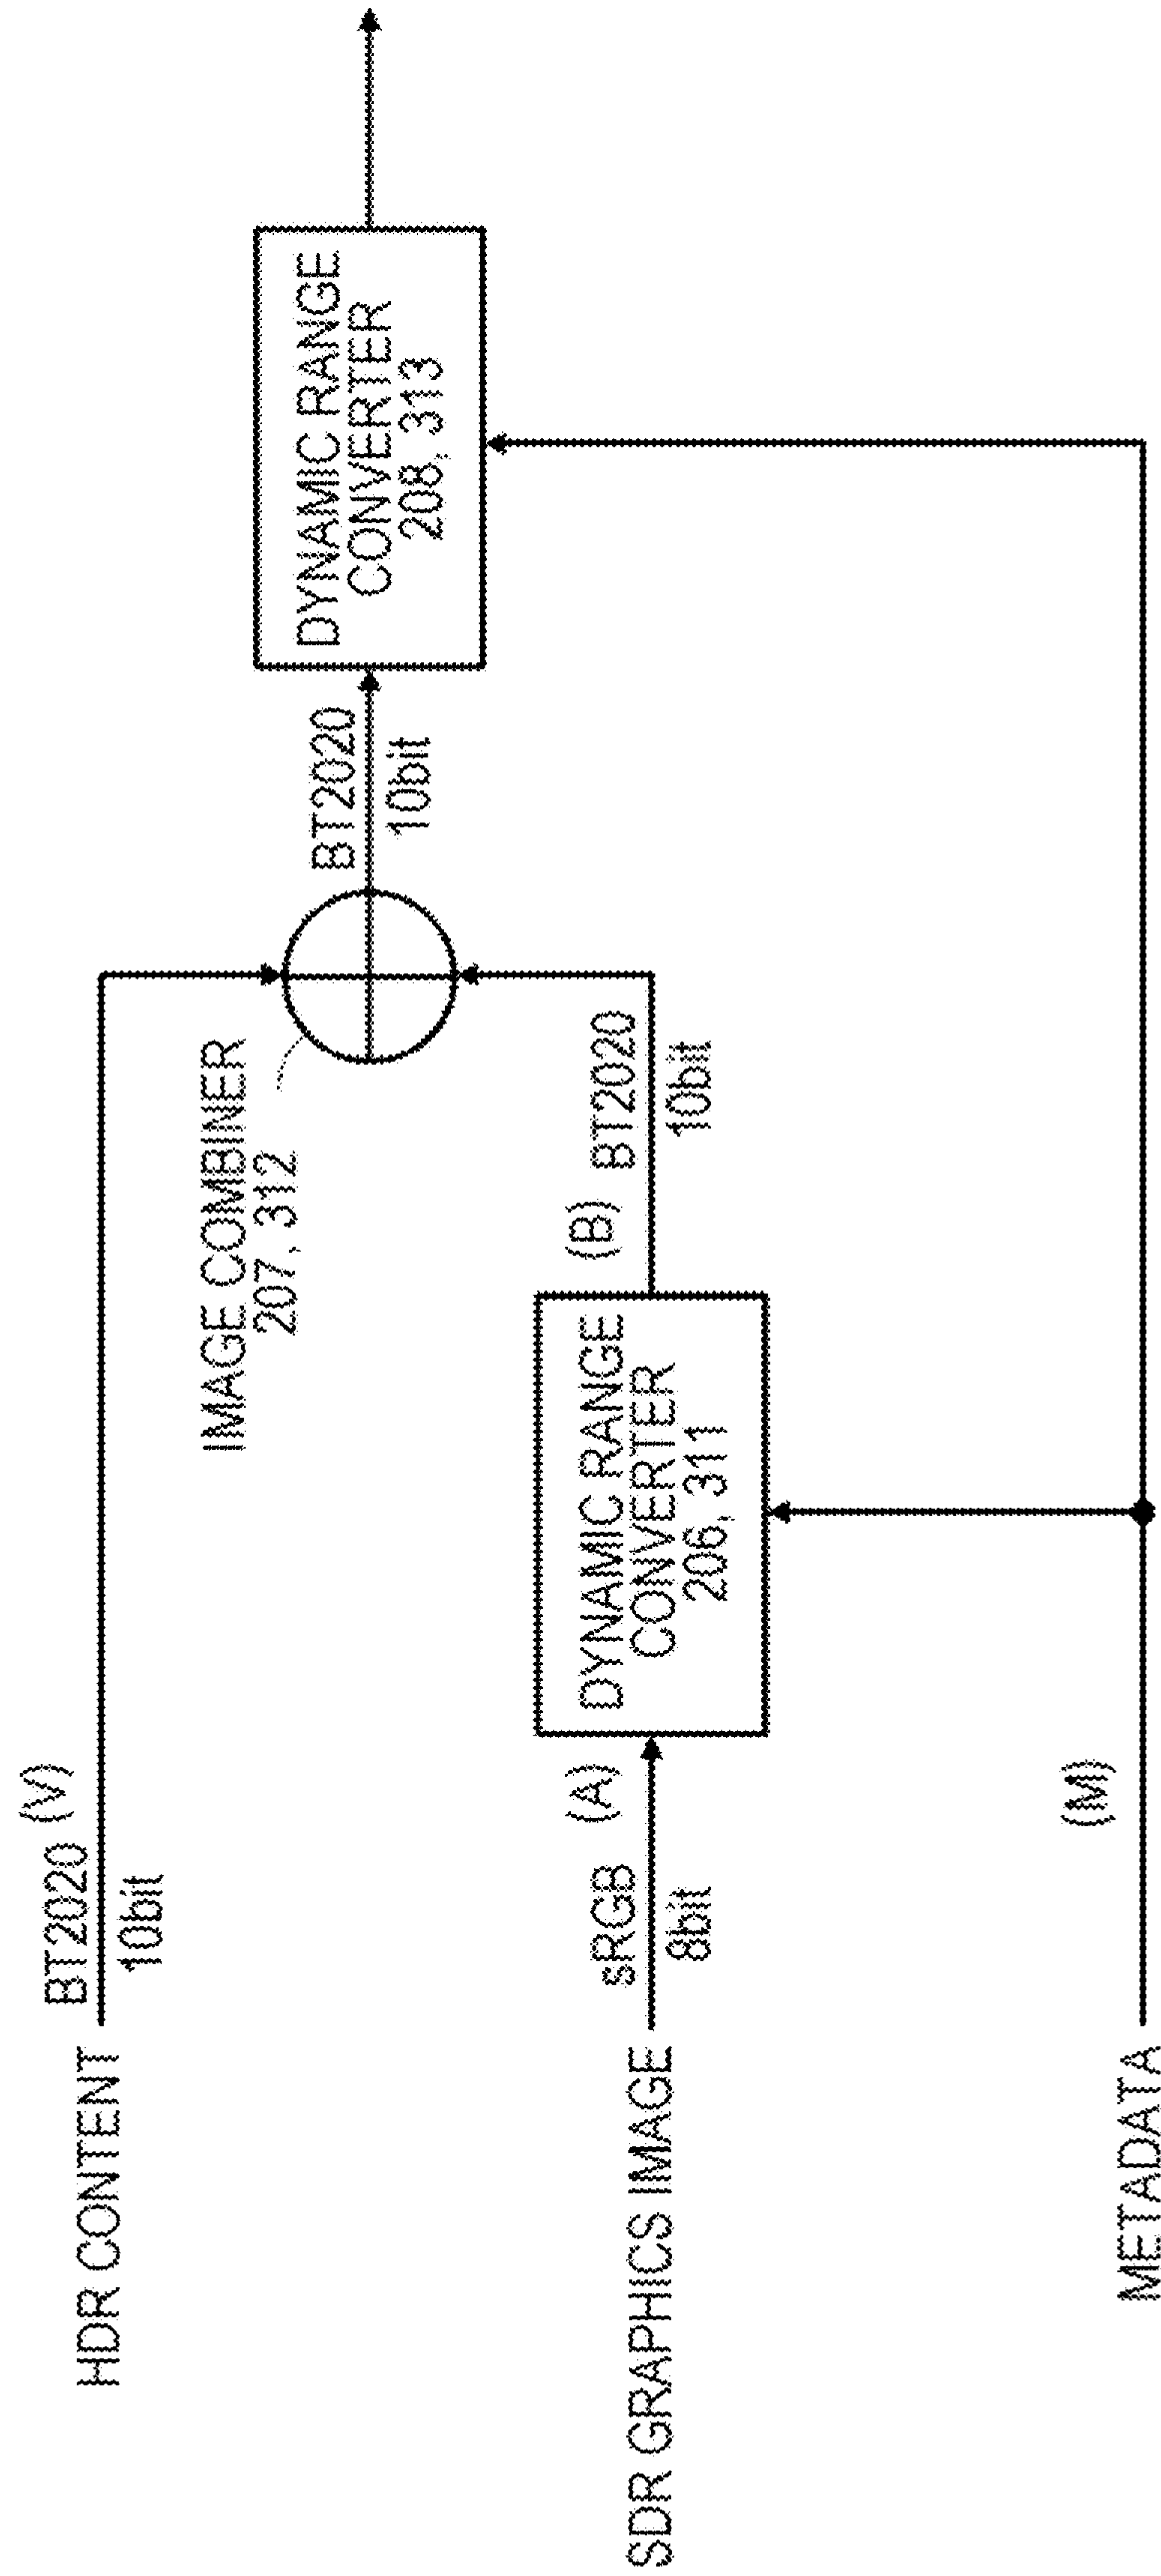 HDR CONTENT
BT2020
10bit
(V)
IMAGE COMBINER
207, 312
BT2020
10bit
DYNAMIC RANGE
CONVERTER
208, 313
SDR GRAPHICS IMAGE
sRGB
8bit
(A)
DYNAMIC RANGE
CONVERTER
206, 311
(B)
BT2020
10bit
METADATA
(M)